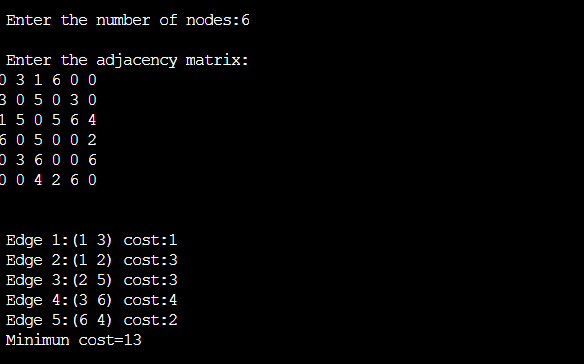 Enter the number of nodes:6
Enter the adjacency matrix:
0 3 1 6 0 0
3 0 5 0 3 0
1 5 0 5 6 4
6 0 5 0 0 2
0 3 6 0 0 6
0 0 4 2 6 0
Edge 1:(1 3) cost:1
Edge 2:(1 2) cost:3
Edge 3:(2 5) cost:3
Edge 4:(3 6) cost:4
Edge 5:(6 4) cost:2
Minimun cost=13